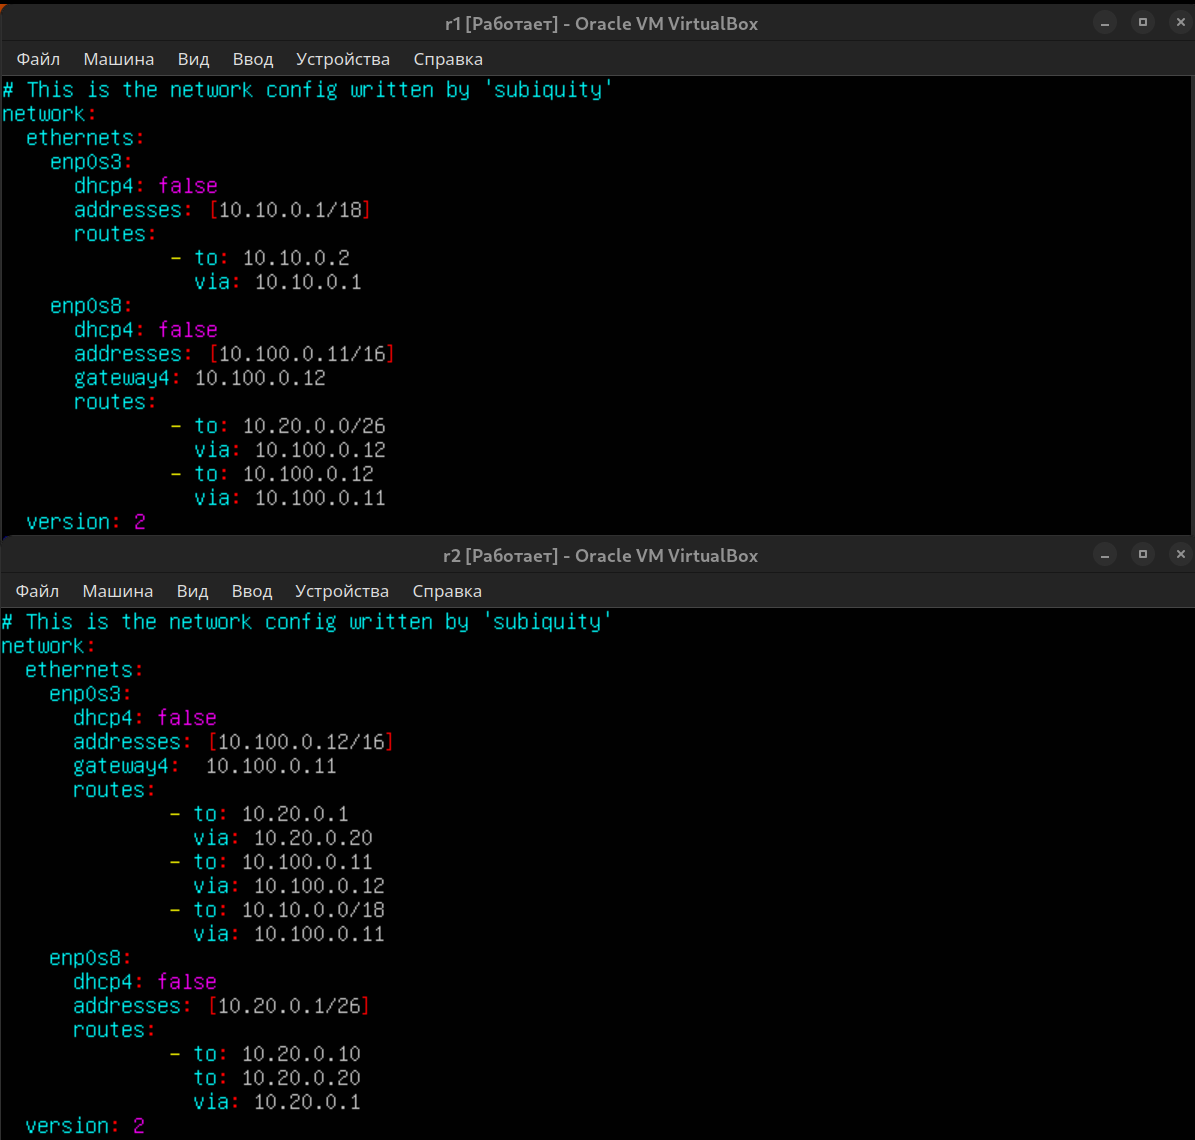 r1 [Работает] - Oracle VM VirtualBox
Файл Машина Вид Ввод Устройства Справка
# This is the network config written by 'subiquity'
network:
  ethernets:
    enp0s3:
      dhcp4: false
      addresses: [10.10.0.1/18]
      routes:
              - to: 10.10.0.2
                via: 10.10.0.1
    enp0s8:
      dhcp4: false
      addresses: [10.100.0.11/16]
      gateway4: 10.100.0.12
      routes:
              - to: 10.20.0.0/26
                via: 10.100.0.12
              - to: 10.100.0.12
                via: 10.100.0.11
  version: 2
r2 [Работает] - Oracle VM VirtualBox
Файл Машина Вид Ввод Устройства Справка
# This is the network config written by 'subiquity'
network:
  ethernets:
    enp0s3:
      dhcp4: false
      addresses: [10.100.0.12/16]
      gateway4:  10.100.0.11
      routes:
              - to: 10.20.0.1
                via: 10.20.0.20
              - to: 10.100.0.11
                via: 10.100.0.12
              - to: 10.10.0.0/18
                via: 10.100.0.11
    enp0s8:
      dhcp4: false
      addresses: [10.20.0.1/26]
      routes:
              - to: 10.20.0.10
                to: 10.20.0.20
                via: 10.20.0.1
  version: 2